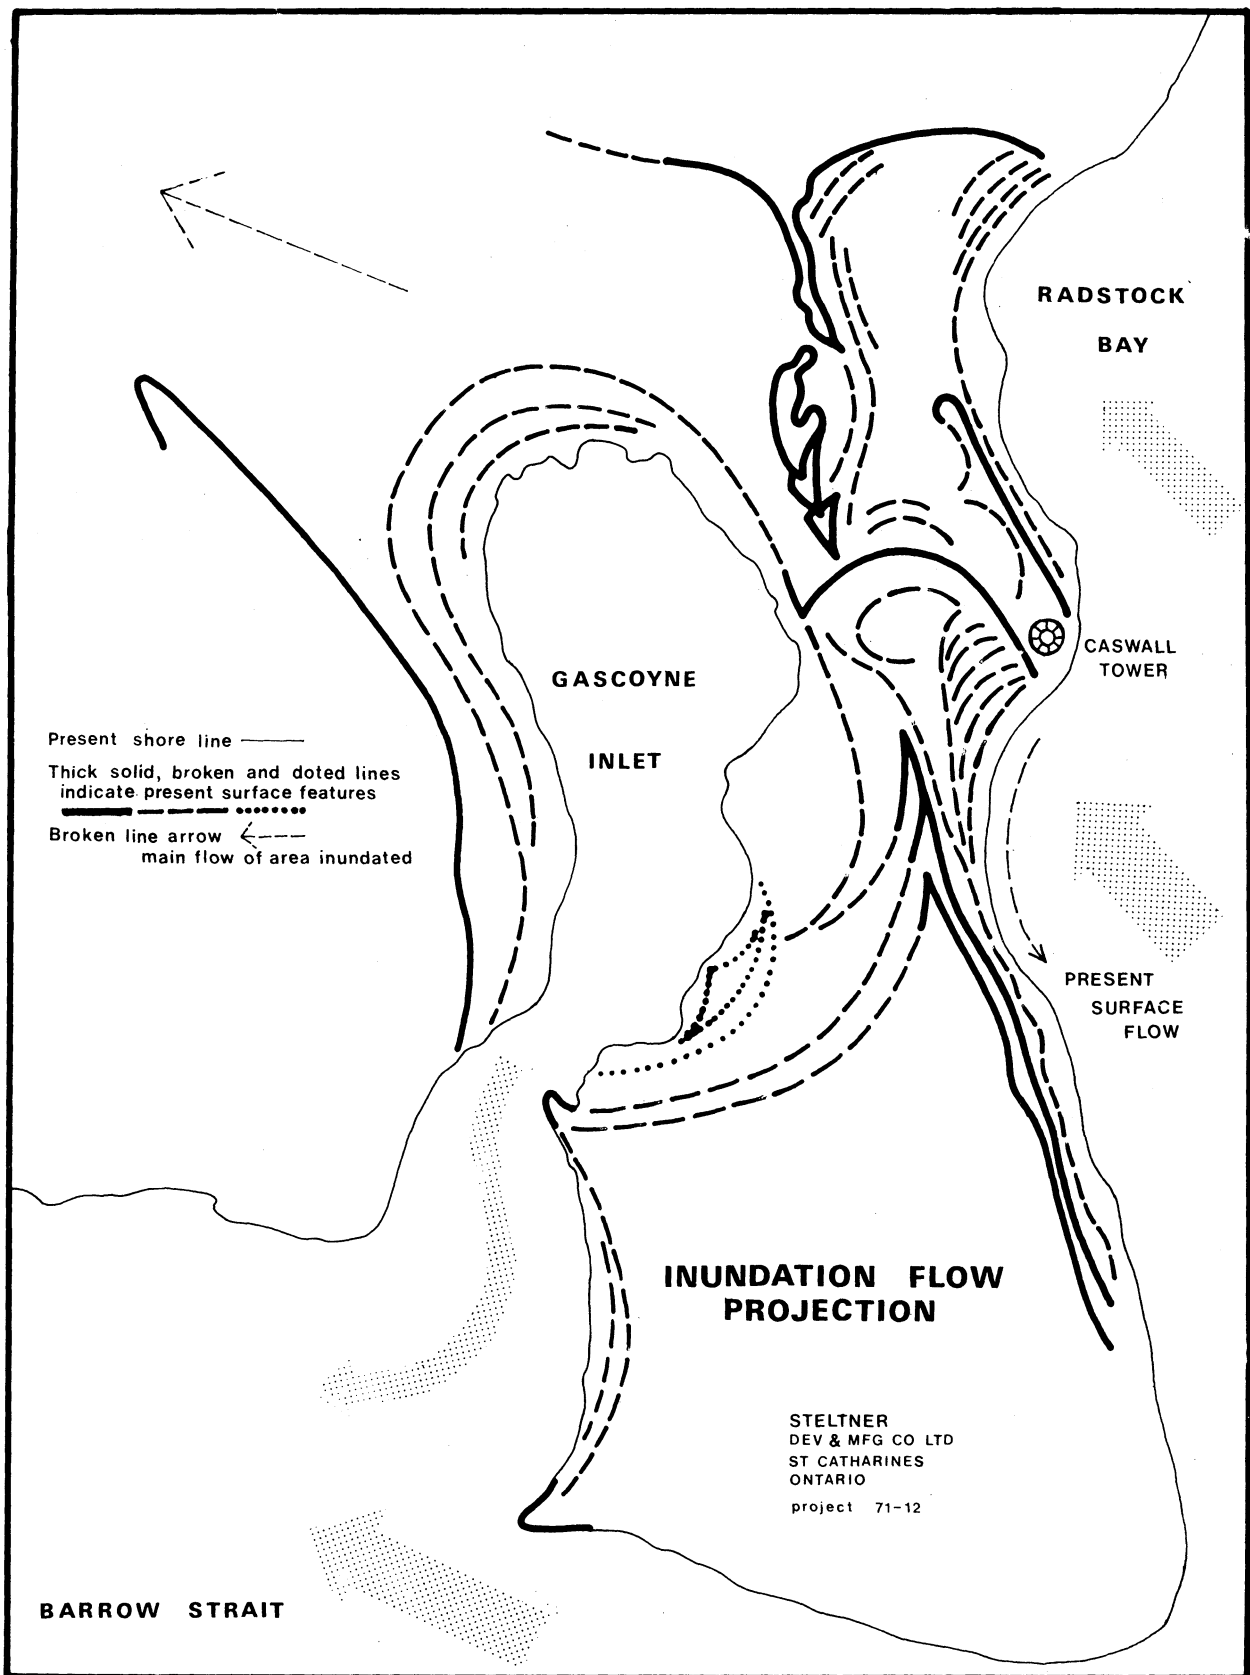 RADSTOCK
BAY
CASWALL
TOWER
GASCOYNE
INLET
Present shore line
Thick solid, broken and doted lines
indicate present surface features
Broken line arrow
main flow of area inundated
PRESENT
SURFACE
FLOW
INUNDATION FLOW
PROJECTION
STELTNER
DEV & MFG CO LTD
ST CATHARINES
ONTARIO
project 71-12
BARROW STRAIT